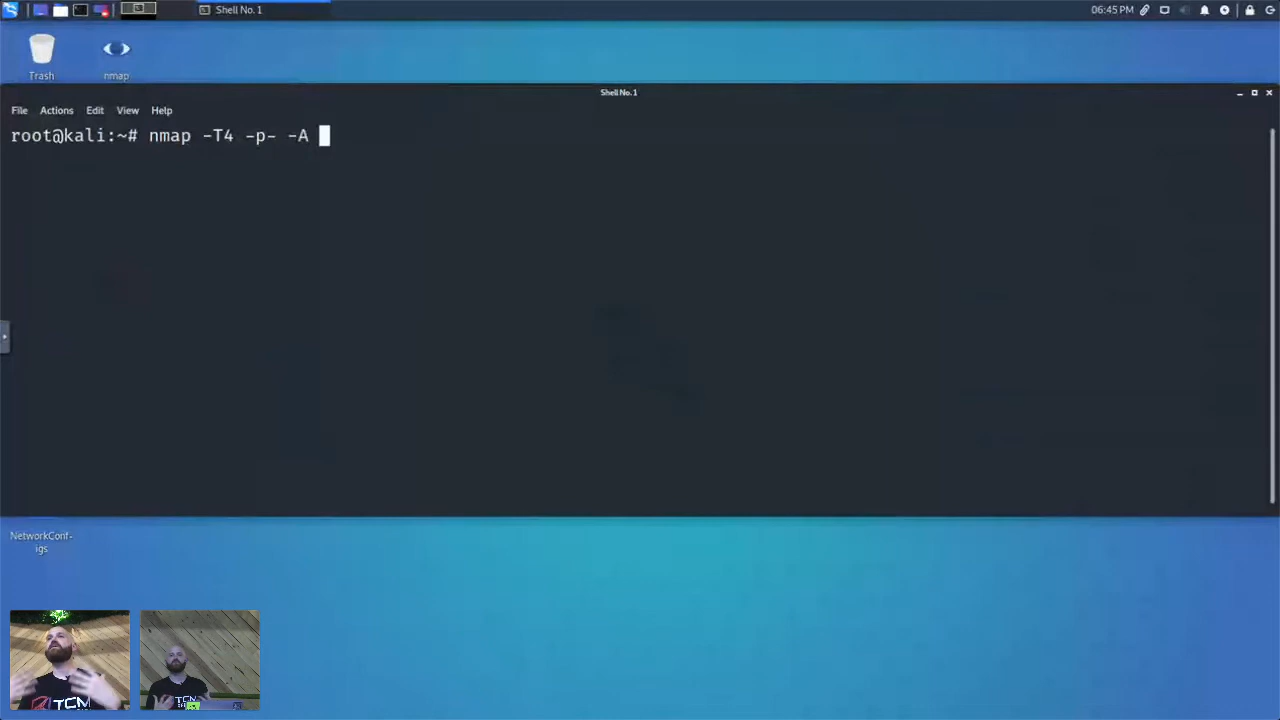 Shell No. 1
06:45 PM
Trash
nmap
Shell No. 1
File Actions Edit View Help
root@kali:~# nmap -T4 -p- -A
NetworkConf-
igs
TCM
TCM